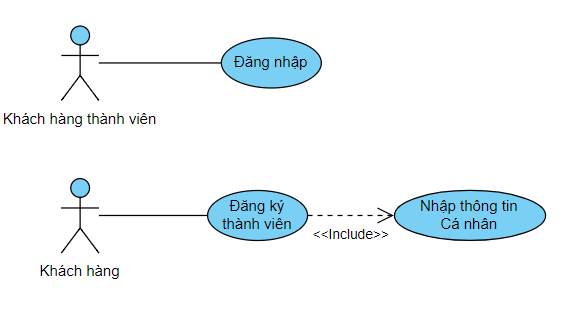 Đăng nhập
Khách hàng thành viên
Đăng ký
thành viên
<<Include>>
Nhập thông tin
Cá nhân
Khách hàng